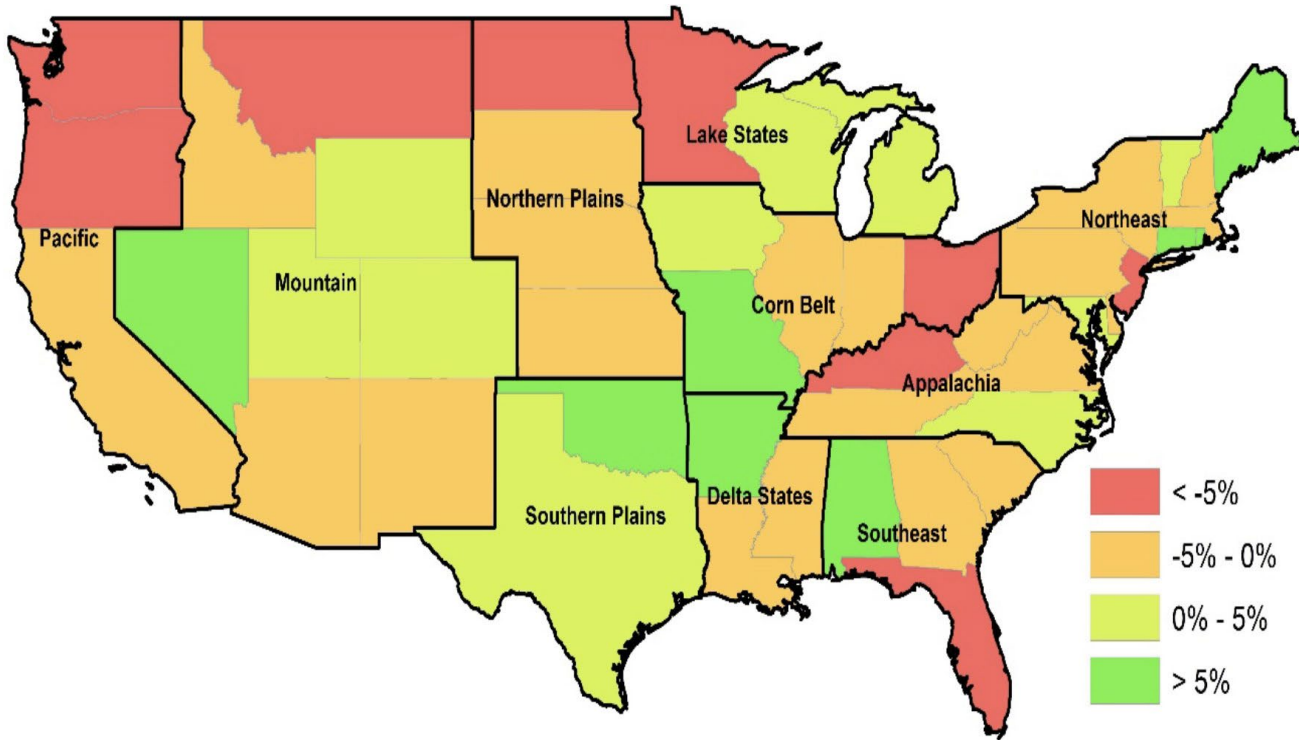 Lake States
Northern Plains
Northeast
Pacific
Mountain
Corn Belt
Appalachia
Delta States
Southern Plains
Southeast
< -5%
-5% - 0%
0% - 5%
> 5%